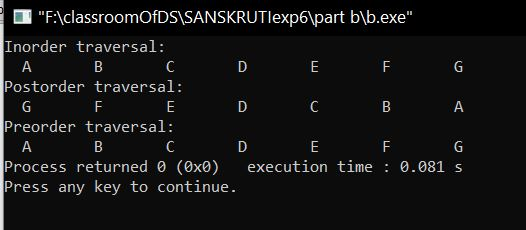 "F:\classroomOfDS\SANSKRUTIexp6\part b\b.exe"
Inorder traversal:
A B C D E F G
Postorder traversal:
G F E D C B A
Preorder traversal:
A B C D E F G
Process returned 0 (0x0)   execution time : 0.081 s
Press any key to continue.